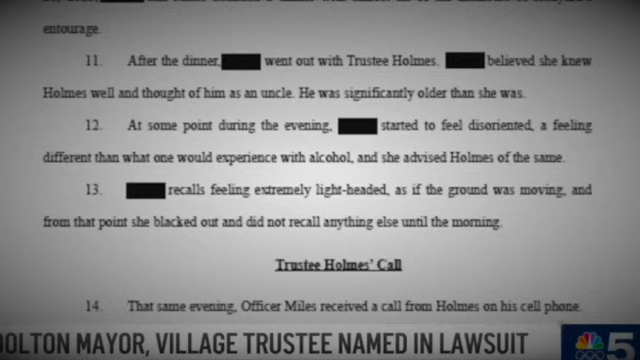 entourage.
11. After the dinner, went out with Trustee Holmes. believed she knew
Holmes well and thought of him as an uncle. He was significantly older than she was.
12. At some point during the evening, started to feel disoriented, a feeling
different than what one would experience with alcohol, and she advised Holmes of the same.
13. recalls feeling extremely light-headed, as if the ground was moving, and
from that point she blacked out and did not recall anything else until the morning.
Trustee Holmes' Call
14. That same evening, Officer Miles received a call from Holmes on his cell phone.
OLTON MAYOR, VILLAGE TRUSTEE NAMED IN LAWSUIT
5